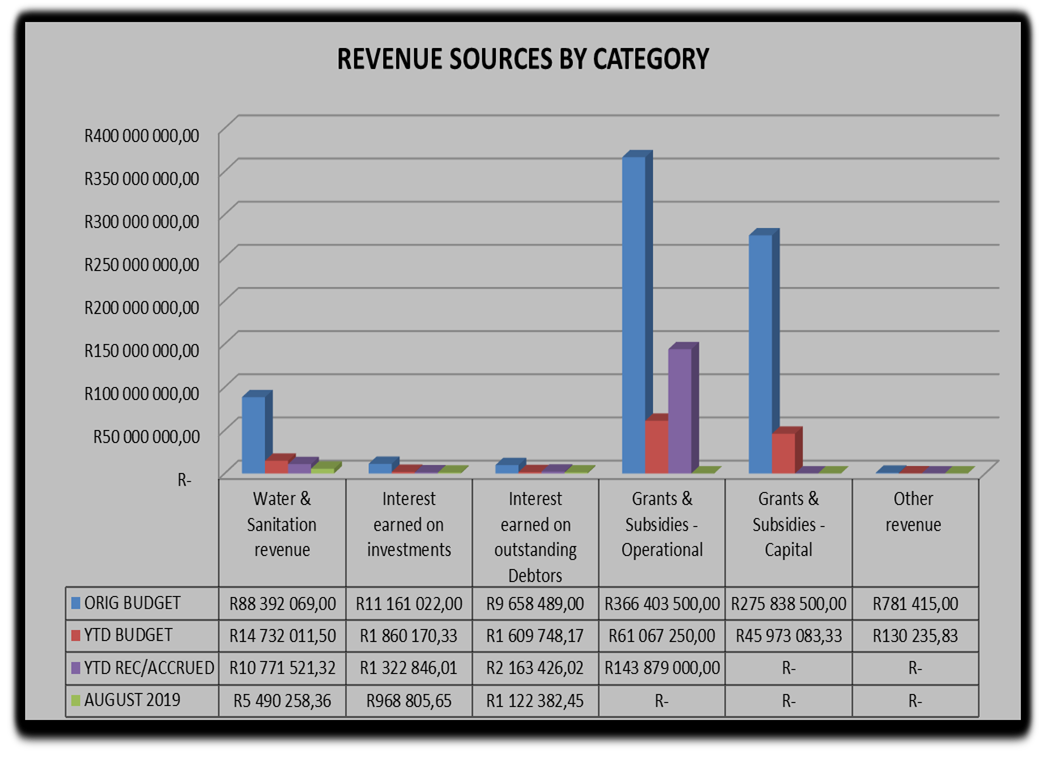 REVENUE SOURCES BY CATEGORY
R400 000 000,00
R350 000 000,00
R300 000 000,00
R250 000 000,00
R200 000 000,00
R150 000 000,00
R100 000 000,00
R50 000 000,00
R-
Water &
Sanitation
revenue
Interest
earned on
investments
Interest
earned on
outstanding
Debtors
Grants &
Subsidies -
Operational
Grants &
Subsidies -
Capital
Other
revenue
ORIG BUDGET R88 392 069,00 R11 161 022,00 R9 658 489,00 R366 403 500,00 R275 838 500,00 R781 415,00
YTD BUDGET R14 732 011,50 R1 860 170,33 R1 609 748,17 R61 067 250,00 R45 973 083,33 R130 235,83
YTD REC/ACCRUED R10 771 521,32 R1 322 846,01 R2 163 426,02 R143 879 000,00 R- R-
AUGUST 2019 R5 490 258,36 R968 805,65 R1 122 382,45 R- R- R-